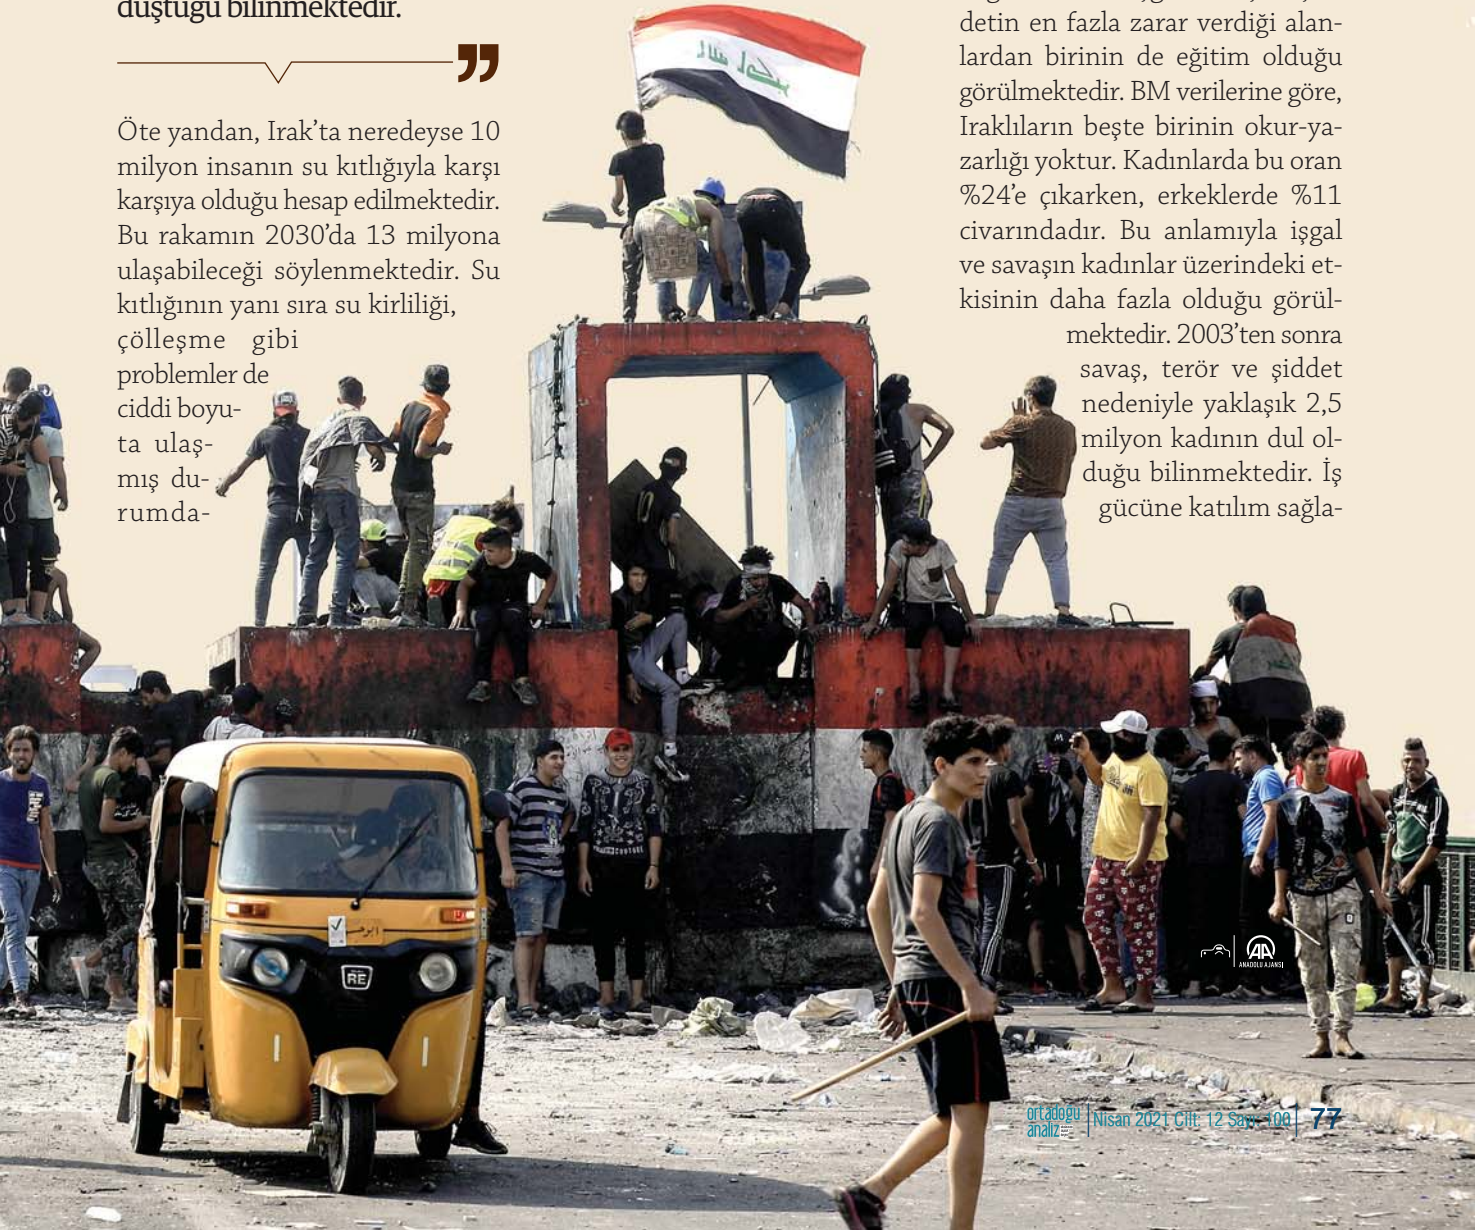 düştüğü bilinmektedir.
”
Öte yandan, Irak’ta neredeyse 10
milyon insanın su kıtlığıyla karşı
karşıya olduğu hesap edilmektedir.
Bu rakamın 2030’da 13 milyona
ulaşabileceği söylenmektedir. Su
kıtlığının yanı sıra su kirliliği,
çölleşme gibi
problemler de
ciddi boyu-
ta ulaş-
mış du-
rumda-
detin en fazla zarar verdiği alan-
lardan birinin de eğitim olduğu
görülmektedir. BM verilerine göre,
Iraklıların beşte birinin okur-ya-
zarlığı yoktur. Kadınlarda bu oran
%24’e çıkarken, erkeklerde %11
civarındadır. Bu anlamıyla işgal
ve savaşın kadınlar üzerindeki et-
kisinin daha fazla olduğu görül-
mektedir. 2003’ten sonra
savaş, terör ve şiddet
nedeniyle yaklaşık 2,5
milyon kadının dul ol-
duğu bilinmektedir. İş
gücüne katılım sağla-
RE
AA
ANADOLU AJANSI
ortadoğu
analiz
Nisan 2021 Cilt: 12 Sayı: 100
77